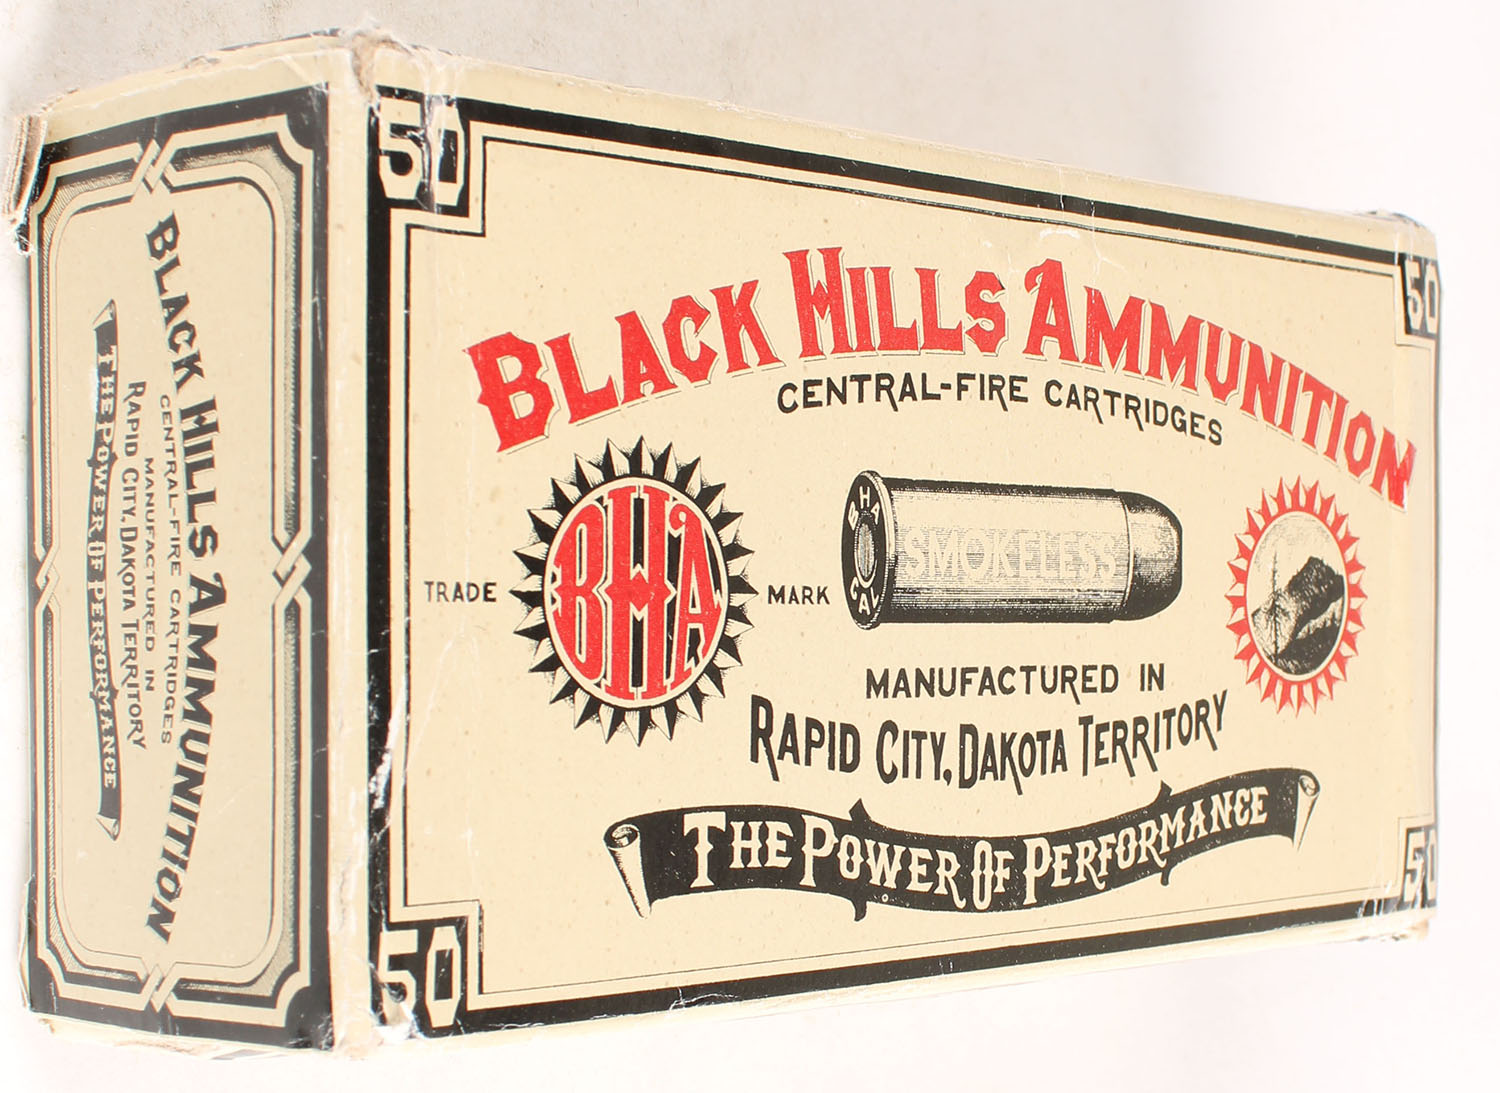 BLACK HILLS AMMUNITION
CENTRAL-FIRE CARTRIDGES
MANUFACTURED IN
RAPID CITY, DAKOTA TERRITORY
THE POWER OF PERFORMANCE
50
50
BLACK HILLS AMMUNITION
CENTRAL-FIRE CARTRIDGES
TRADE
BHA
MARK
BHA
CAL
SMOKELESS
MANUFACTURED IN
RAPID CITY, DAKOTA TERRITORY
THE POWER OF PERFORMANCE
50
50